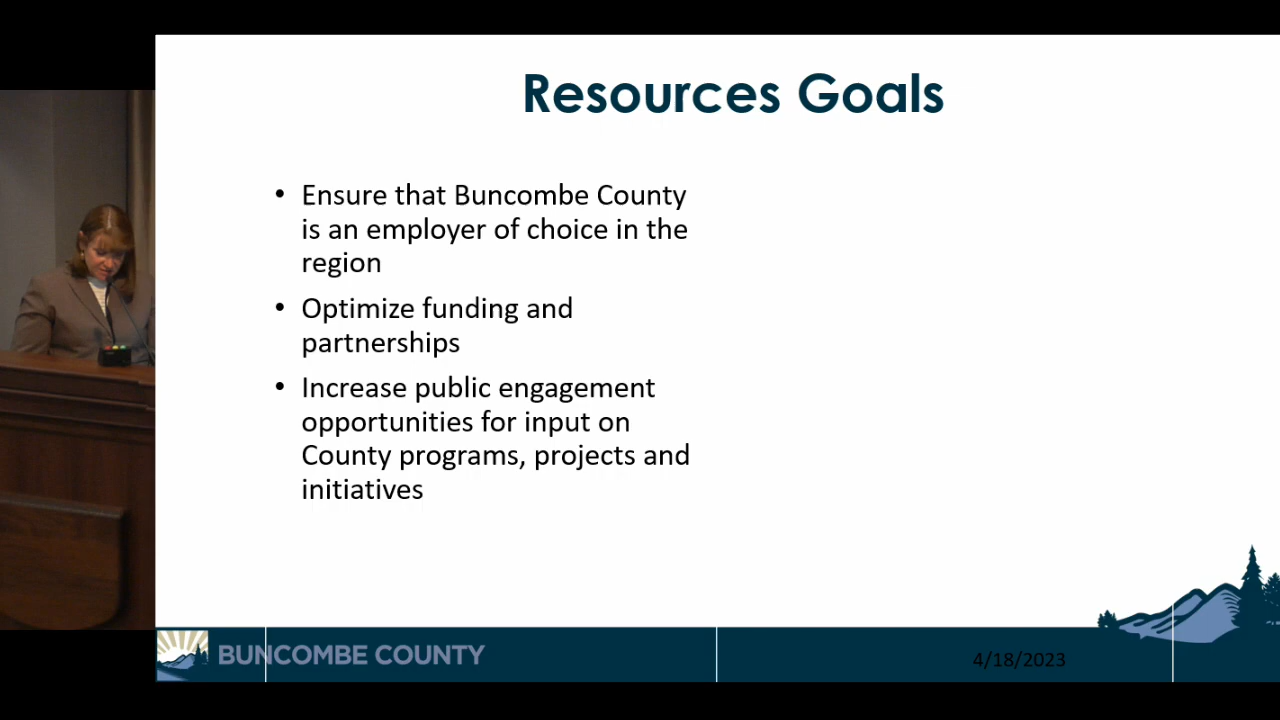 Resources Goals
• Ensure that Buncombe County
is an employer of choice in the
region
• Optimize funding and
partnerships
• Increase public engagement
opportunities for input on
County programs, projects and
initiatives
BUNCOMBE COUNTY
4/18/2023